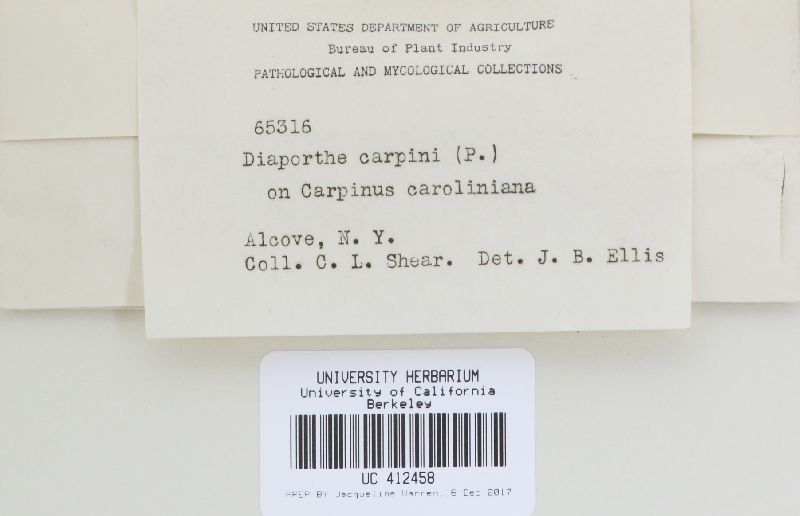 UNITED STATES DEPARTMENT OF AGRICULTURE
Bureau of Plant Industry
PATHOLOGICAL AND MYCOLOGICAL COLLECTIONS
65316
Diaporthe carpini (P.)
on Carpinus caroliniana
Alcove, N. Y.
Coll. C. L. Shear. Det. J. B. Ellis
UNIVERSITY HERBARIUM
University of California
Berkeley
UC 412458
PREP BY Jacqueline Warren, 6 Dec 2017